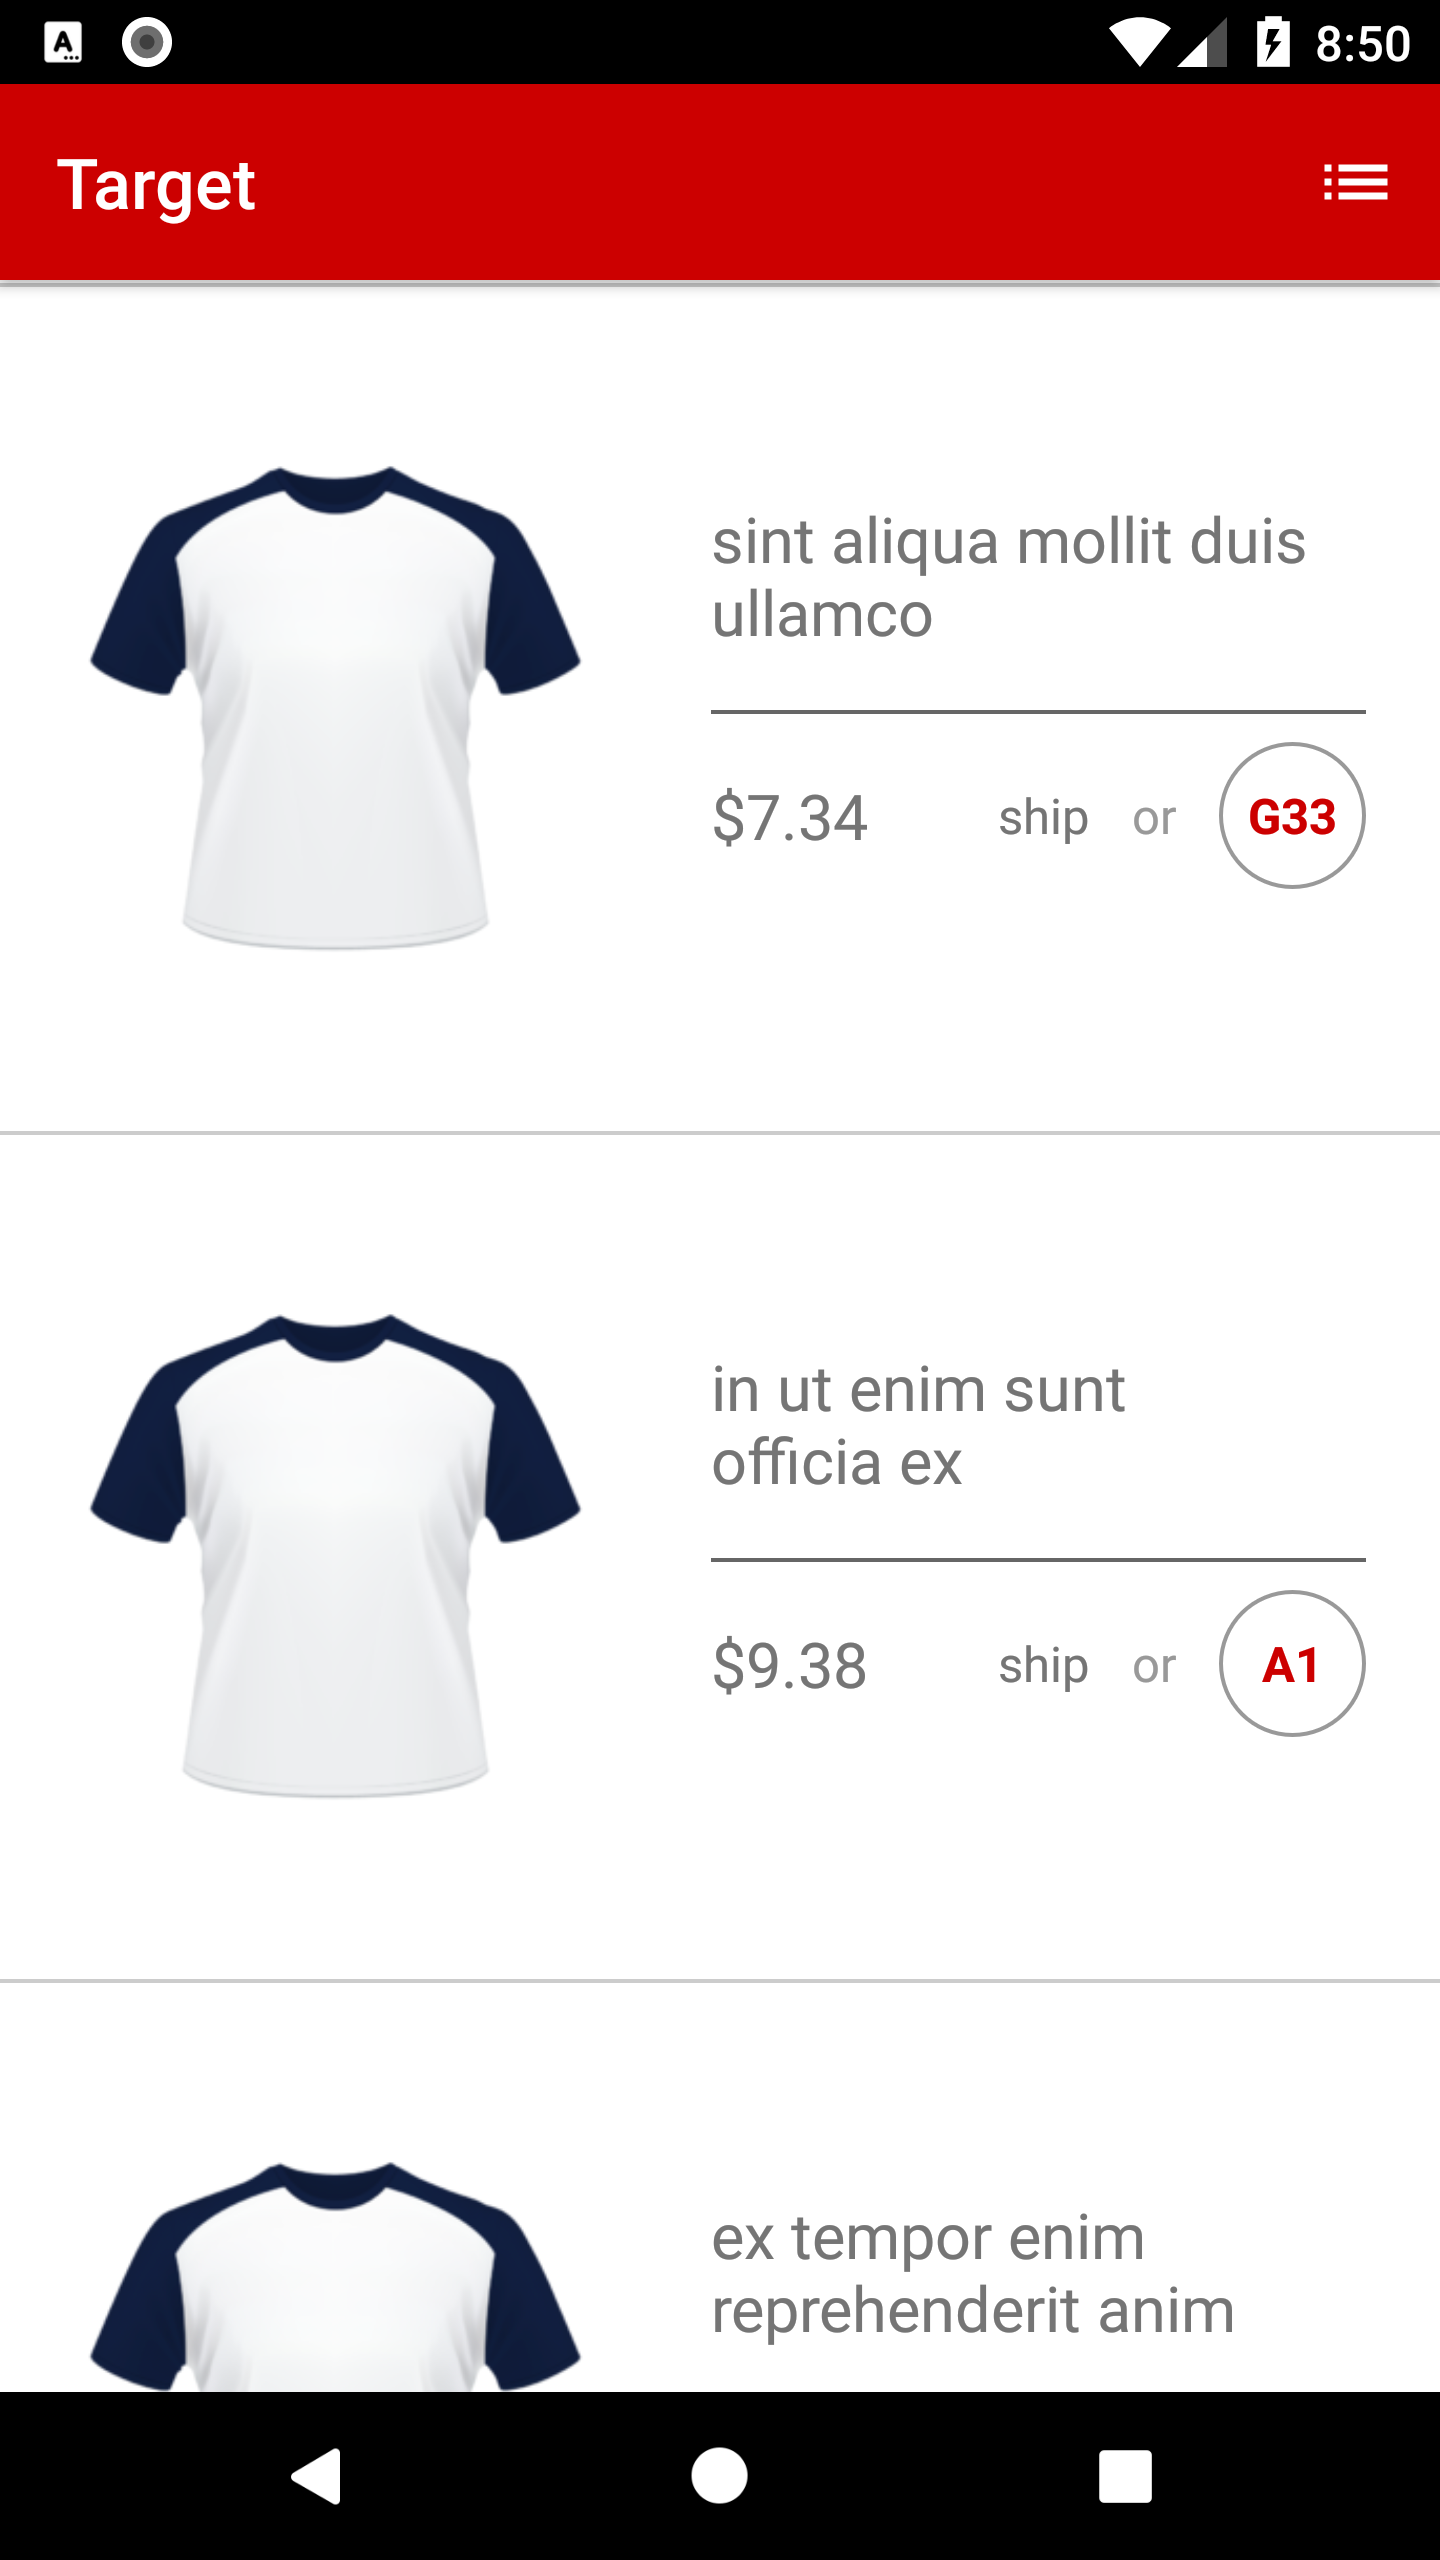 8:50
Target
sint aliqua mollit duis
ullamco
$7.34 ship or G33
in ut enim sunt
officia ex
$9.38 ship or A1
ex tempor enim
reprehenderit anim